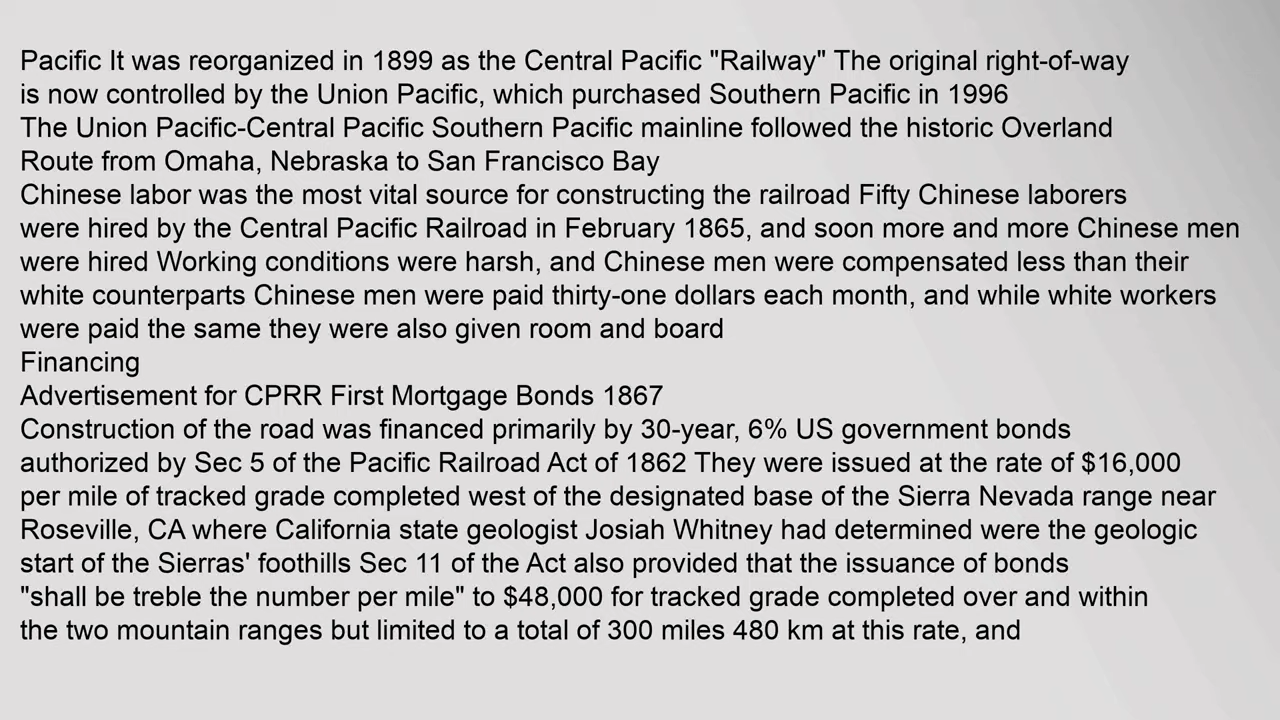 Pacific It was reorganized in 1899 as the Central Pacific "Railway" The original right-of-way
is now controlled by the Union Pacific, which purchased Southern Pacific in 1996
The Union Pacific-Central Pacific Southern Pacific mainline followed the historic Overland
Route from Omaha, Nebraska to San Francisco Bay
Chinese labor was the most vital source for constructing the railroad Fifty Chinese laborers
were hired by the Central Pacific Railroad in February 1865, and soon more and more Chinese men
were hired Working conditions were harsh, and Chinese men were compensated less than their
white counterparts Chinese men were paid thirty-one dollars each month, and while white workers
were paid the same they were also given room and board
Financing
Advertisement for CPRR First Mortgage Bonds 1867
Construction of the road was financed primarily by 30-year, 6% US government bonds
authorized by Sec 5 of the Pacific Railroad Act of 1862 They were issued at the rate of $16,000
per mile of tracked grade completed west of the designated base of the Sierra Nevada range near
Roseville, CA where California state geologist Josiah Whitney had determined were the geologic
start of the Sierras' foothills Sec 11 of the Act also provided that the issuance of bonds
"shall be treble the number per mile" to $48,000 for tracked grade completed over and within
the two mountain ranges but limited to a total of 300 miles 480 km at this rate, and